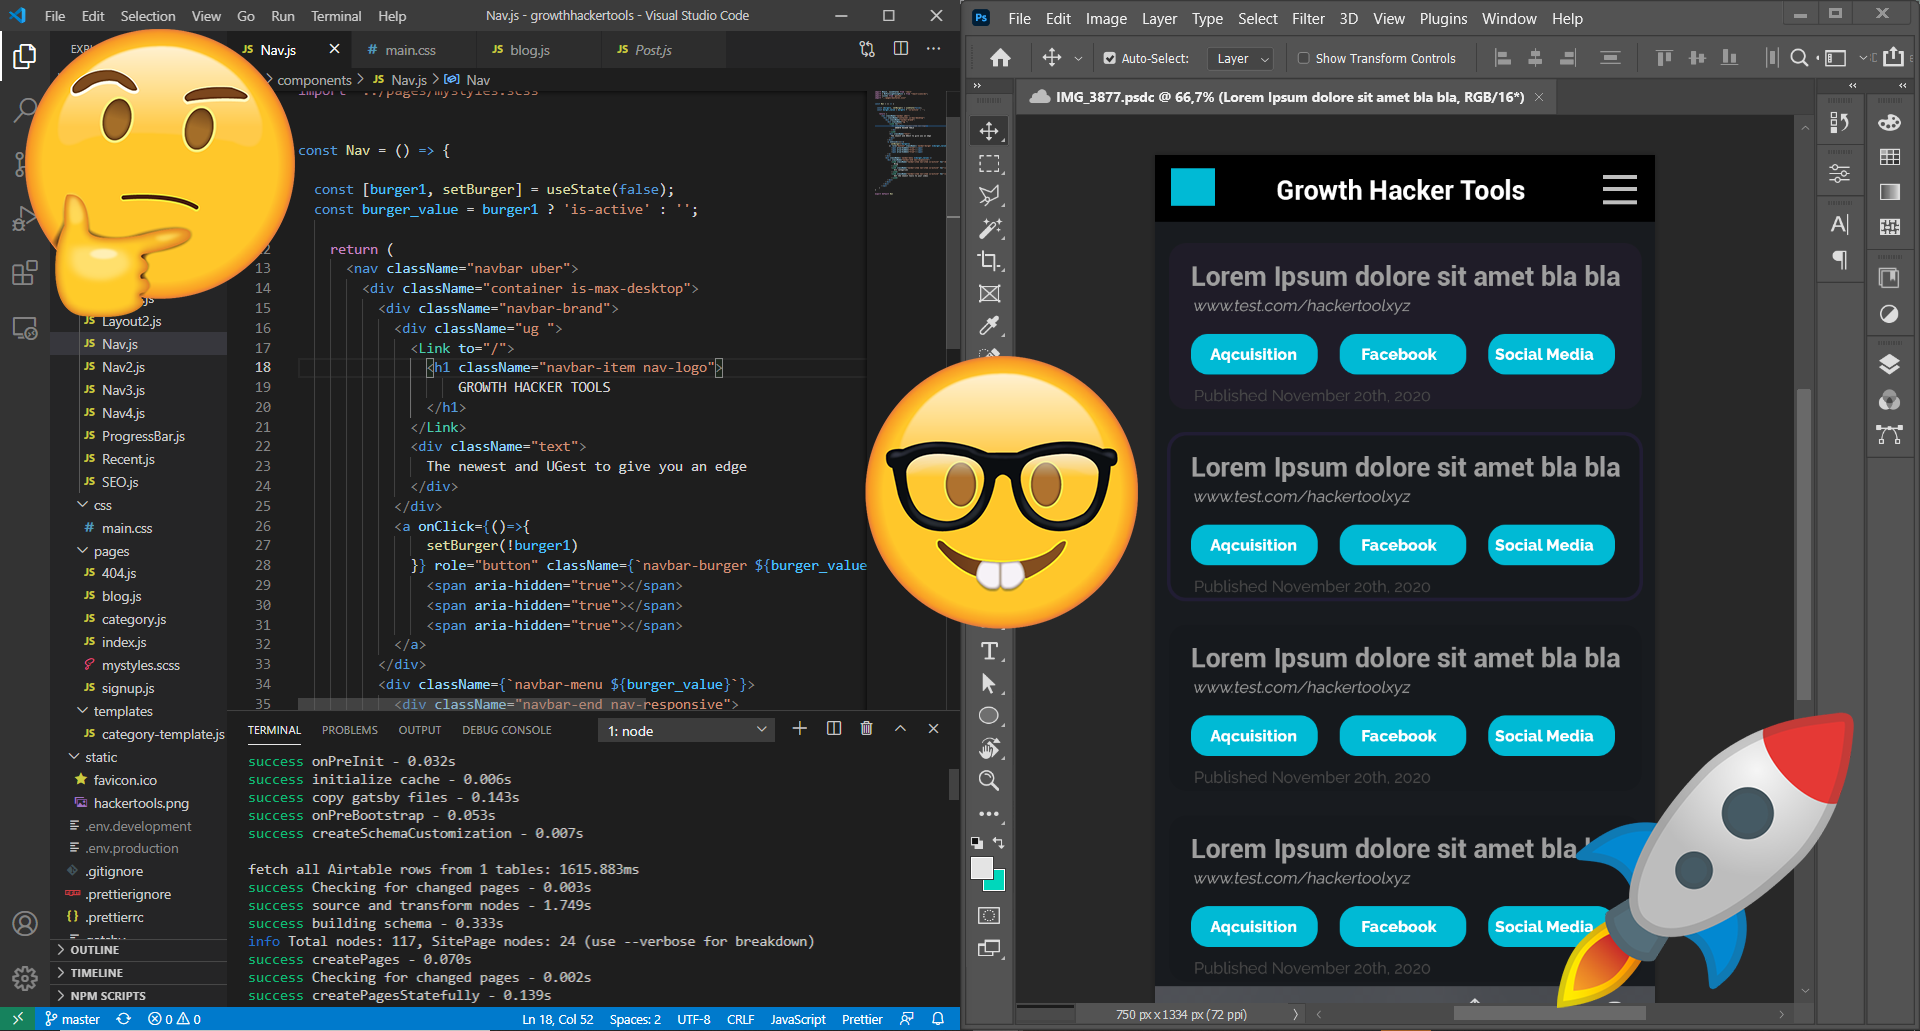 File Edit Selection View Go Run Terminal Help
Nav.js - growthhackertools - Visual Studio Code
JS Nav.js
# main.css
JS blog.js
JS Post.js
components > JS Nav.js > Nav
Layout2.js
Nav.js
Nav2.js
Nav3.js
Nav4.js
ProgressBar.js
Recent.js
SEO.js
css
# main.css
pages
404.js
blog.js
category.js
index.js
mystyles.scss
signup.js
templates
category-template.js
static
favicon.ico
hackertools.png
.env.development
.env.production
.gitignore
.prettierignore
.prettierrc
OUTLINE
TIMELINE
NPM SCRIPTS
import "../pages/mystyles.scss"
const Nav = () => {
const [burger1, setBurger] = useState(false);
const burger_value = burger1 ? 'is-active' : '';
return (
13 <nav className="navbar uber">
14 <div className="container is-max-desktop">
15 <div className="navbar-brand">
16 <div className="ug ">
17 <Link to="/">
18 <h1 className="navbar-item nav-logo">
19 GROWTH HACKER TOOLS
20 </h1>
21 </Link>
22 <div className="text">
23 The newest and UGest to give you an edge
24 </div>
25 </div>
26 <a onClick={()=>{
27 setBurger(!burger1)
28 }} role="button" className={`navbar-burger ${burger_value
29 <span aria-hidden="true"></span>
30 <span aria-hidden="true"></span>
31 <span aria-hidden="true"></span>
32 </a>
33 </div>
34 <div className={`navbar-menu ${burger_value}`}>
35 <div className="navbar-end nav-responsive">
TERMINAL PROBLEMS OUTPUT DEBUG CONSOLE
1: node
success onPreInit - 0.032s
success initialize cache - 0.006s
success copy gatsby files - 0.143s
success onPreBootstrap - 0.053s
success createSchemaCustomization - 0.007s
fetch all Airtable rows from 1 tables: 1615.883ms
success Checking for changed pages - 0.003s
success source and transform nodes - 1.749s
success building schema - 0.333s
info Total nodes: 117, SitePage nodes: 24 (use --verbose for breakdown)
success createPages - 0.070s
success Checking for changed pages - 0.002s
success createPagesStatefully - 0.139s
master
0 0
Ln 18, Col 52 Spaces: 2 UTF-8 CRLF JavaScript Prettier
Ps File Edit Image Layer Type Select Filter 3D View Plugins Window Help
Auto-Select: Layer Show Transform Controls
IMG_3877.psdc @ 66,7% (Lorem Ipsum dolore sit amet bla bla, RGB/16*)
Growth Hacker Tools
Lorem Ipsum dolore sit amet bla bla
www.test.com/hackertoolxyz
Aqcuisition Facebook Social Media
Published November 20th, 2020
Lorem Ipsum dolore sit amet bla bla
www.test.com/hackertoolxyz
Aqcuisition Facebook Social Media
Published November 20th, 2020
Lorem Ipsum dolore sit amet bla bla
www.test.com/hackertoolxyz
Aqcuisition Facebook Social Media
Published November 20th, 2020
Lorem Ipsum dolore sit amet bla
www.test.com/hackertoolxyz
Aqcuisition Facebook Social Media
Published November 20th, 2020
750 px x 1334 px (72 ppi)